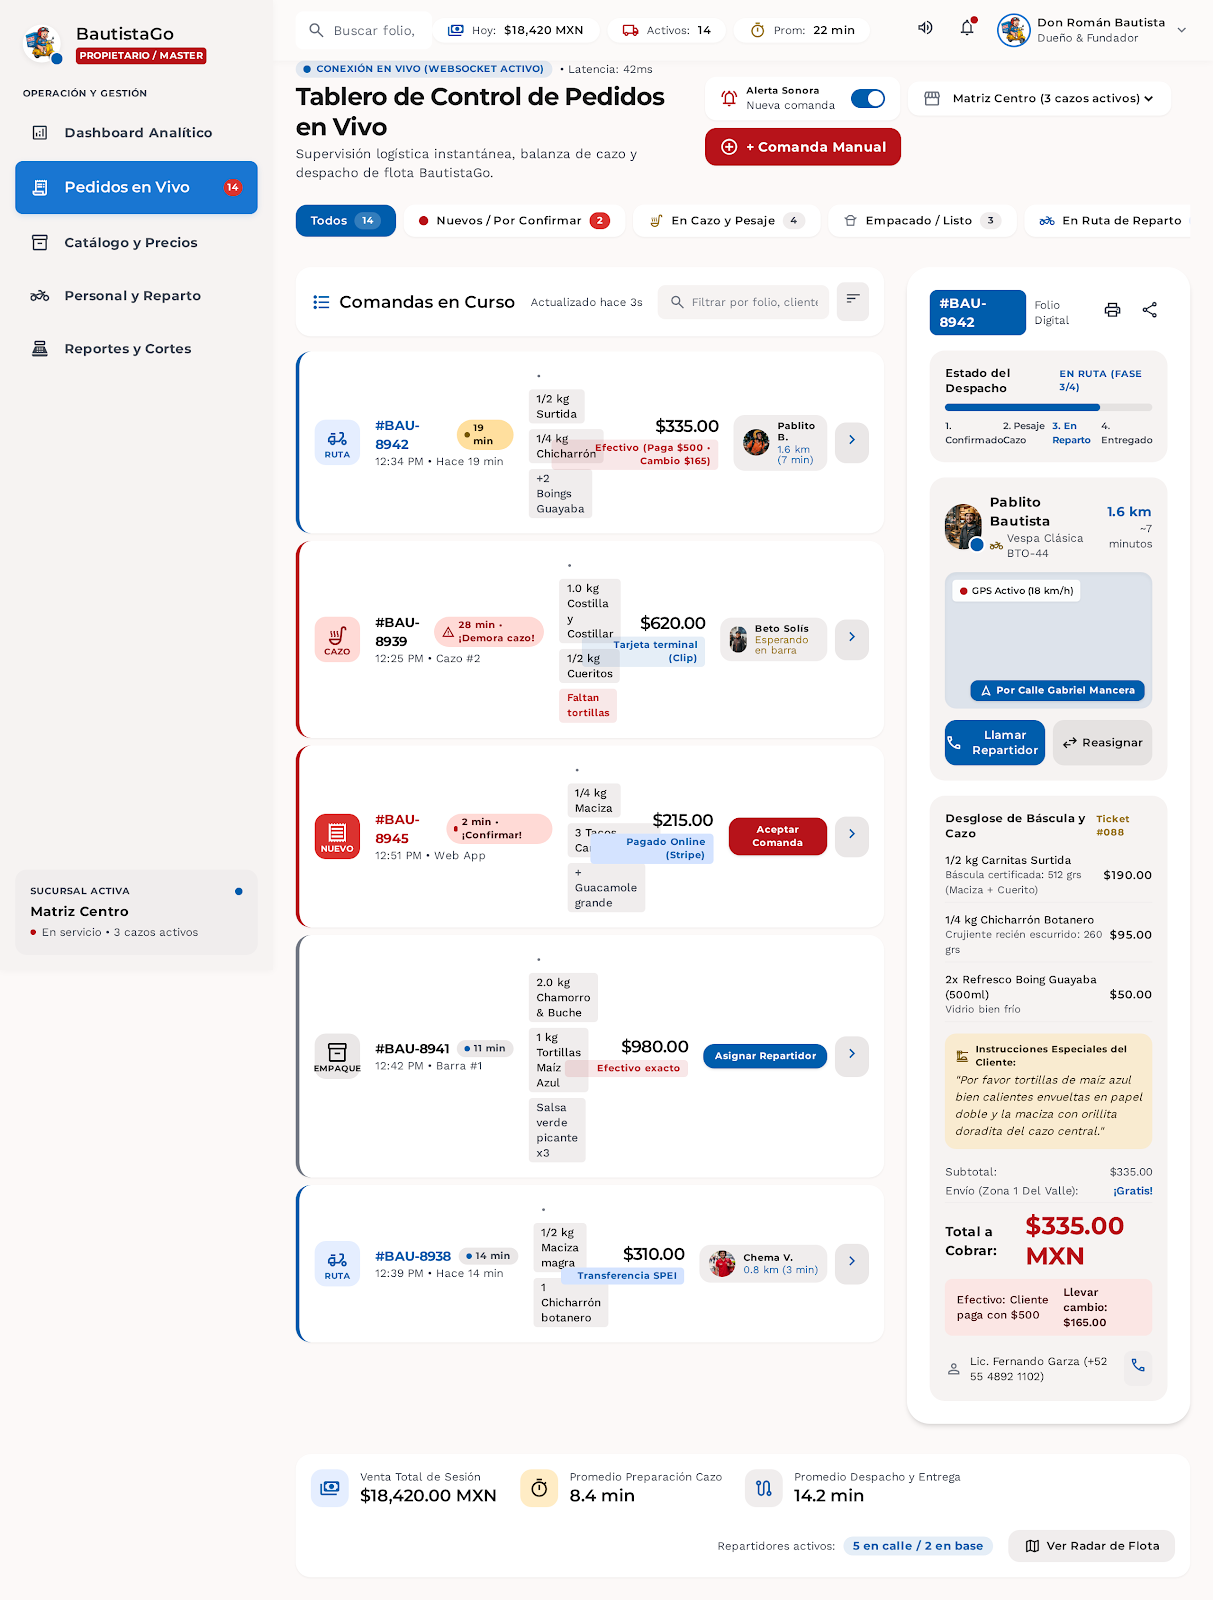 BautistaGo
PROPIETARIO / MASTER
OPERACIÓN Y GESTIÓN
Dashboard Analítico
Pedidos en Vivo
14
Catálogo y Precios
Personal y Reparto
Reportes y Cortes
SUCURSAL ACTIVA
Matriz Centro
En servicio • 3 cazos activos
Buscar folio,
Hoy: $18,420 MXN
Activos: 14
Prom: 22 min
Don Román Bautista
Dueño & Fundador
CONEXIÓN EN VIVO (WEBSOCKET ACTIVO)
• Latencia: 42ms
Tablero de Control de Pedidos
en Vivo
Supervisión logística instantánea, balanza de cazo y
despacho de flota BautistaGo.
Alerta Sonora
Nueva comanda
Matriz Centro (3 cazos activos)
+ Comanda Manual
Todos 14
Nuevos / Por Confirmar 2
En Cazo y Pesaje 4
Empacado / Listo 3
En Ruta de Reparto
Comandas en Curso
Actualizado hace 3s
Filtrar por folio, cliente
RUTA
#BAU-
8942
19
min
12:34 PM • Hace 19 min
•
1/2 kg
Surtida
1/4 kg
Chicharrón
+2
Boings
Guayaba
$335.00
Efectivo (Paga $500 •
Cambio $165)
Pablito
B.
1.6 km
(7 min)
CAZO
#BAU-
8939
28 min •
¡Demora cazo!
12:25 PM • Cazo #2
•
1.0 kg
Costilla
y
Costillar
1/2 kg
Cueritos
Faltan
tortillas
$620.00
Tarjeta terminal
(Clip)
Beto Solís
Esperando
en barra
NUEVO
#BAU-
8945
2 min •
¡Confirmar!
12:51 PM • Web App
•
1/4 kg
Maciza
3 Tacos
+
Guacamole
grande
$215.00
Pagado Online
(Stripe)
Aceptar
Comanda
EMPAQUE
#BAU-8941
11 min
12:42 PM • Barra #1
•
2.0 kg
Chamorro
& Buche
1 kg
Tortillas
Maíz
Azul
Salsa
verde
picante
x3
$980.00
Efectivo exacto
Asignar Repartidor
RUTA
#BAU-8938
14 min
12:39 PM • Hace 14 min
•
1/2 kg
Maciza
magra
1
Chicharrón
botanero
$310.00
Transferencia SPEI
Chema V.
0.8 km (3 min)
#BAU-
8942
Folio
Digital
Estado del
Despacho
EN RUTA (FASE
3/4)
1.
Confirmado
2. Pesaje
Cazo
3. En
Reparto
4.
Entregado
Pablito
Bautista
Vespa Clásica
BTO-44
1.6 km
~7
minutos
GPS Activo (18 km/h)
Por Calle Gabriel Mancera
Llamar
Repartidor
Reasignar
Desglose de Báscula y
Cazo
Ticket
#088
1/2 kg Carnitas Surtida
Báscula certificada: 512 grs
(Maciza + Cuerito)
$190.00
1/4 kg Chicharrón Botanero
Crujiente recién escurrido: 260
grs
$95.00
2x Refresco Boing Guayaba
(500ml)
Vidrio bien frío
$50.00
Instrucciones Especiales del
Cliente:
"Por favor tortillas de maíz azul
bien calientes envueltas en papel
doble y la maciza con orillita
doradita del cazo central."
Subtotal: $335.00
Envío (Zona 1 Del Valle): ¡Gratis!
Total a
Cobrar:
$335.00
MXN
Efectivo: Cliente
paga con $500
Llevar
cambio:
$165.00
Lic. Fernando Garza (+52
55 4892 1102)
Venta Total de Sesión
$18,420.00 MXN
Promedio Preparación Cazo
8.4 min
Promedio Despacho y Entrega
14.2 min
Repartidores activos: 5 en calle / 2 en base
Ver Radar de Flota